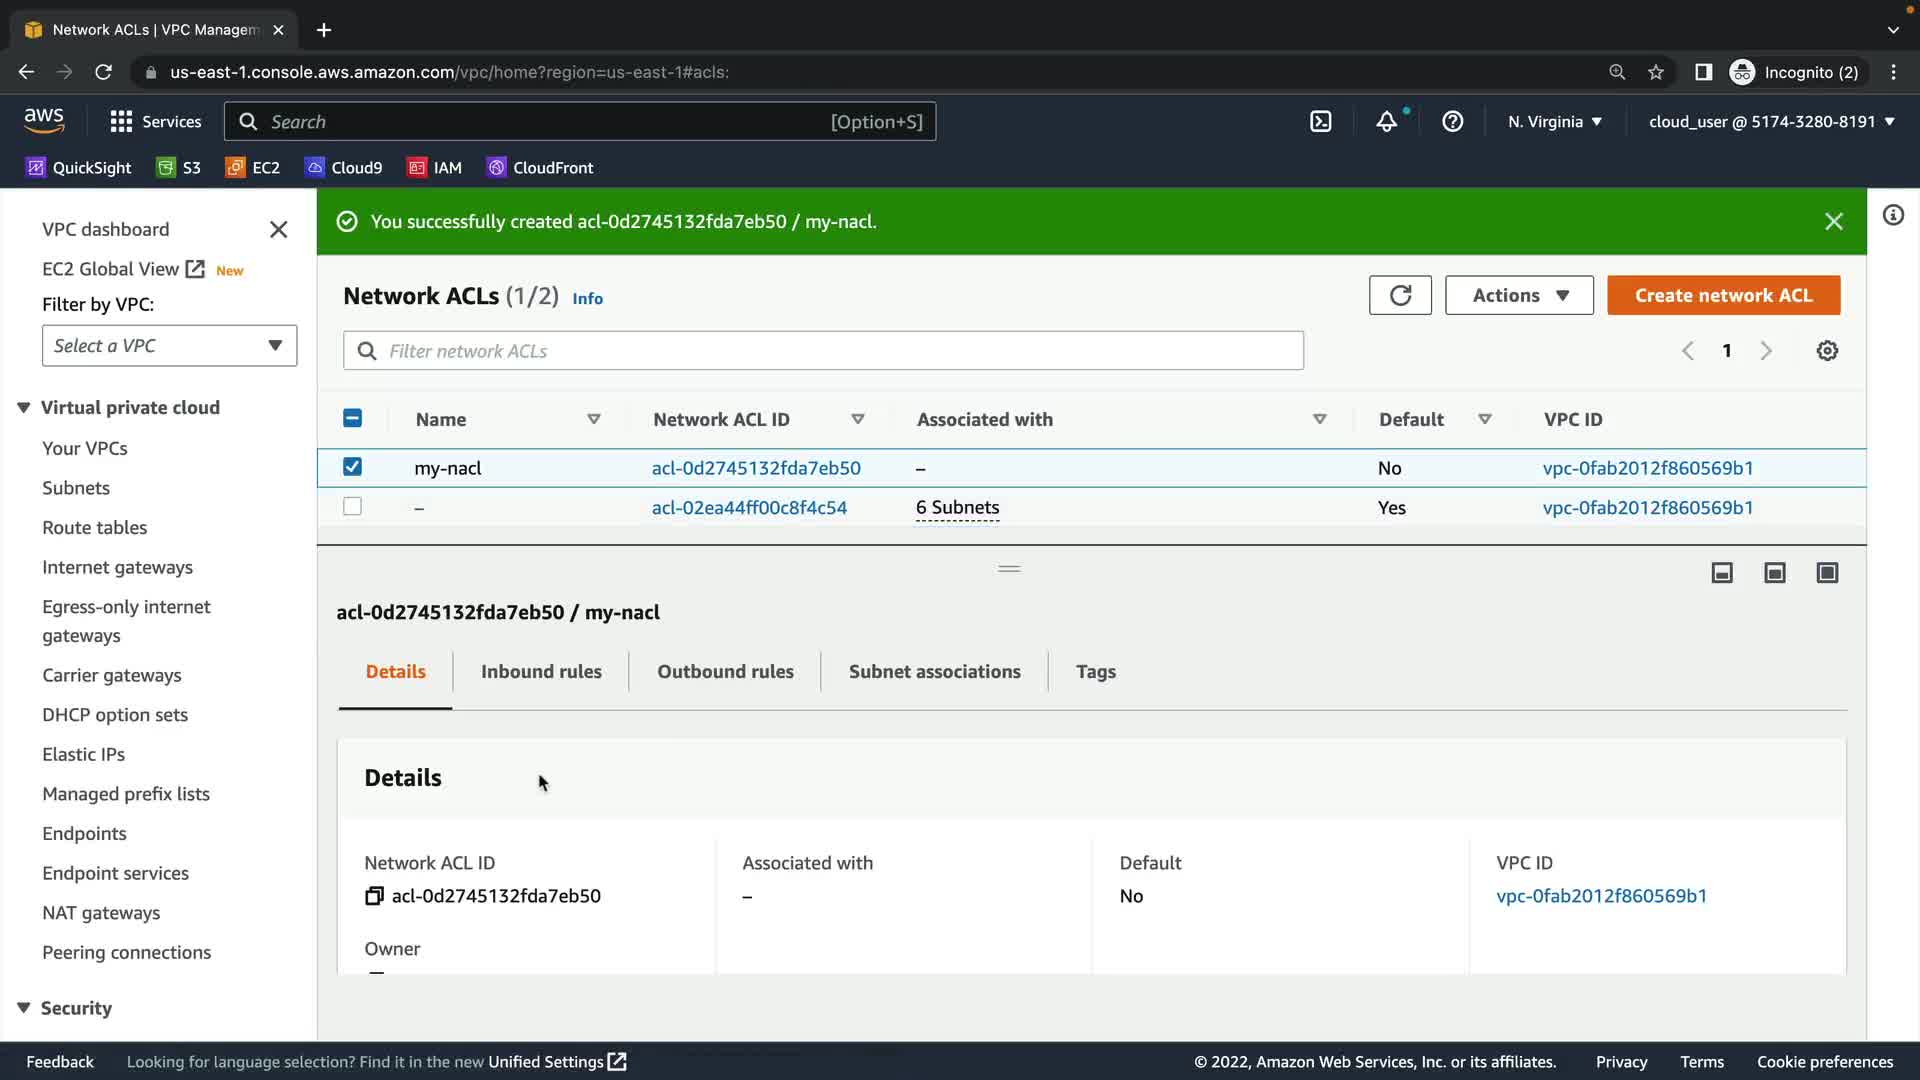 Network ACLs | VPC Managem
us-east-1.console.aws.amazon.com/vpc/home?region=us-east-1#acls:
Incognito (2)
aws
Services
Search
[Option+S]
N. Virginia
cloud_user @ 5174-3280-8191
QuickSight
S3
EC2
Cloud9
IAM
CloudFront
VPC dashboard
EC2 Global View
New
Filter by VPC:
Select a VPC
Virtual private cloud
Your VPCs
Subnets
Route tables
Internet gateways
Egress-only internet
gateways
Carrier gateways
DHCP option sets
Elastic IPs
Managed prefix lists
Endpoints
Endpoint services
NAT gateways
Peering connections
Security
You successfully created acl-0d2745132fda7eb50 / my-nacl.
Network ACLs (1/2) Info
Actions
Create network ACL
Filter network ACLs
1
Name
Network ACL ID
Associated with
Default
VPC ID
my-nacl
acl-0d2745132fda7eb50
–
No
vpc-0fab2012f860569b1
–
acl-02ea44ff00c8f4c54
6 Subnets
Yes
vpc-0fab2012f860569b1
acl-0d2745132fda7eb50 / my-nacl
Details
Inbound rules
Outbound rules
Subnet associations
Tags
Details
Network ACL ID
acl-0d2745132fda7eb50
Associated with
–
Default
No
VPC ID
vpc-0fab2012f860569b1
Owner
Feedback
Looking for language selection? Find it in the new Unified Settings
© 2022, Amazon Web Services, Inc. or its affiliates.
Privacy
Terms
Cookie preferences